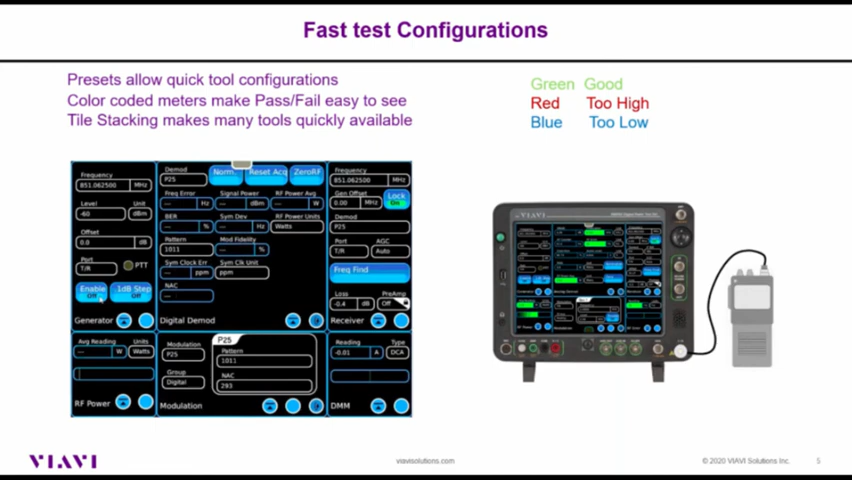 Fast test Configurations
Presets allow quick tool configurations
Color coded meters make Pass/Fail easy to see
Tile Stacking makes many tools quickly available
Green Good
Red Too High
Blue Too Low
Frequency
851.062500 MHz
Level Unit
-60 dBm
Offset
0.0 dB
Port
T/R PTT
Enable 1dB Step
Off Off
Generator
Demod
P25
Norm. Reset Acq ZeroRF
Freq Error Signal Power RF Power Avg
--- Hz --- dBm --- W
BER Sym Dev RF Power Units
--- % --- Hz Watts
Pattern Mod Fidelity
1011 --- %
Sym Clock Err Sym Clk Unit
--- ppm ppm
NAC
---
Digital Demod
Frequency
851.062500 MHz
Gen Offset Lock
0.00 MHz On
Demod
P25
Port AGC
T/R Auto
Freq Find
Loss PreAmp
-0.4 dB Off
Receiver
Avg Reading Units
--- W Watts
RF Power
Modulation
P25
Group
Digital
P25
Pattern
1011
NAC
293
Modulation
Reading Type
-0.01 A DCA
DMM
VIAVI
VIAVI
viavisolutions.com
© 2020 VIAVI Solutions Inc. 5